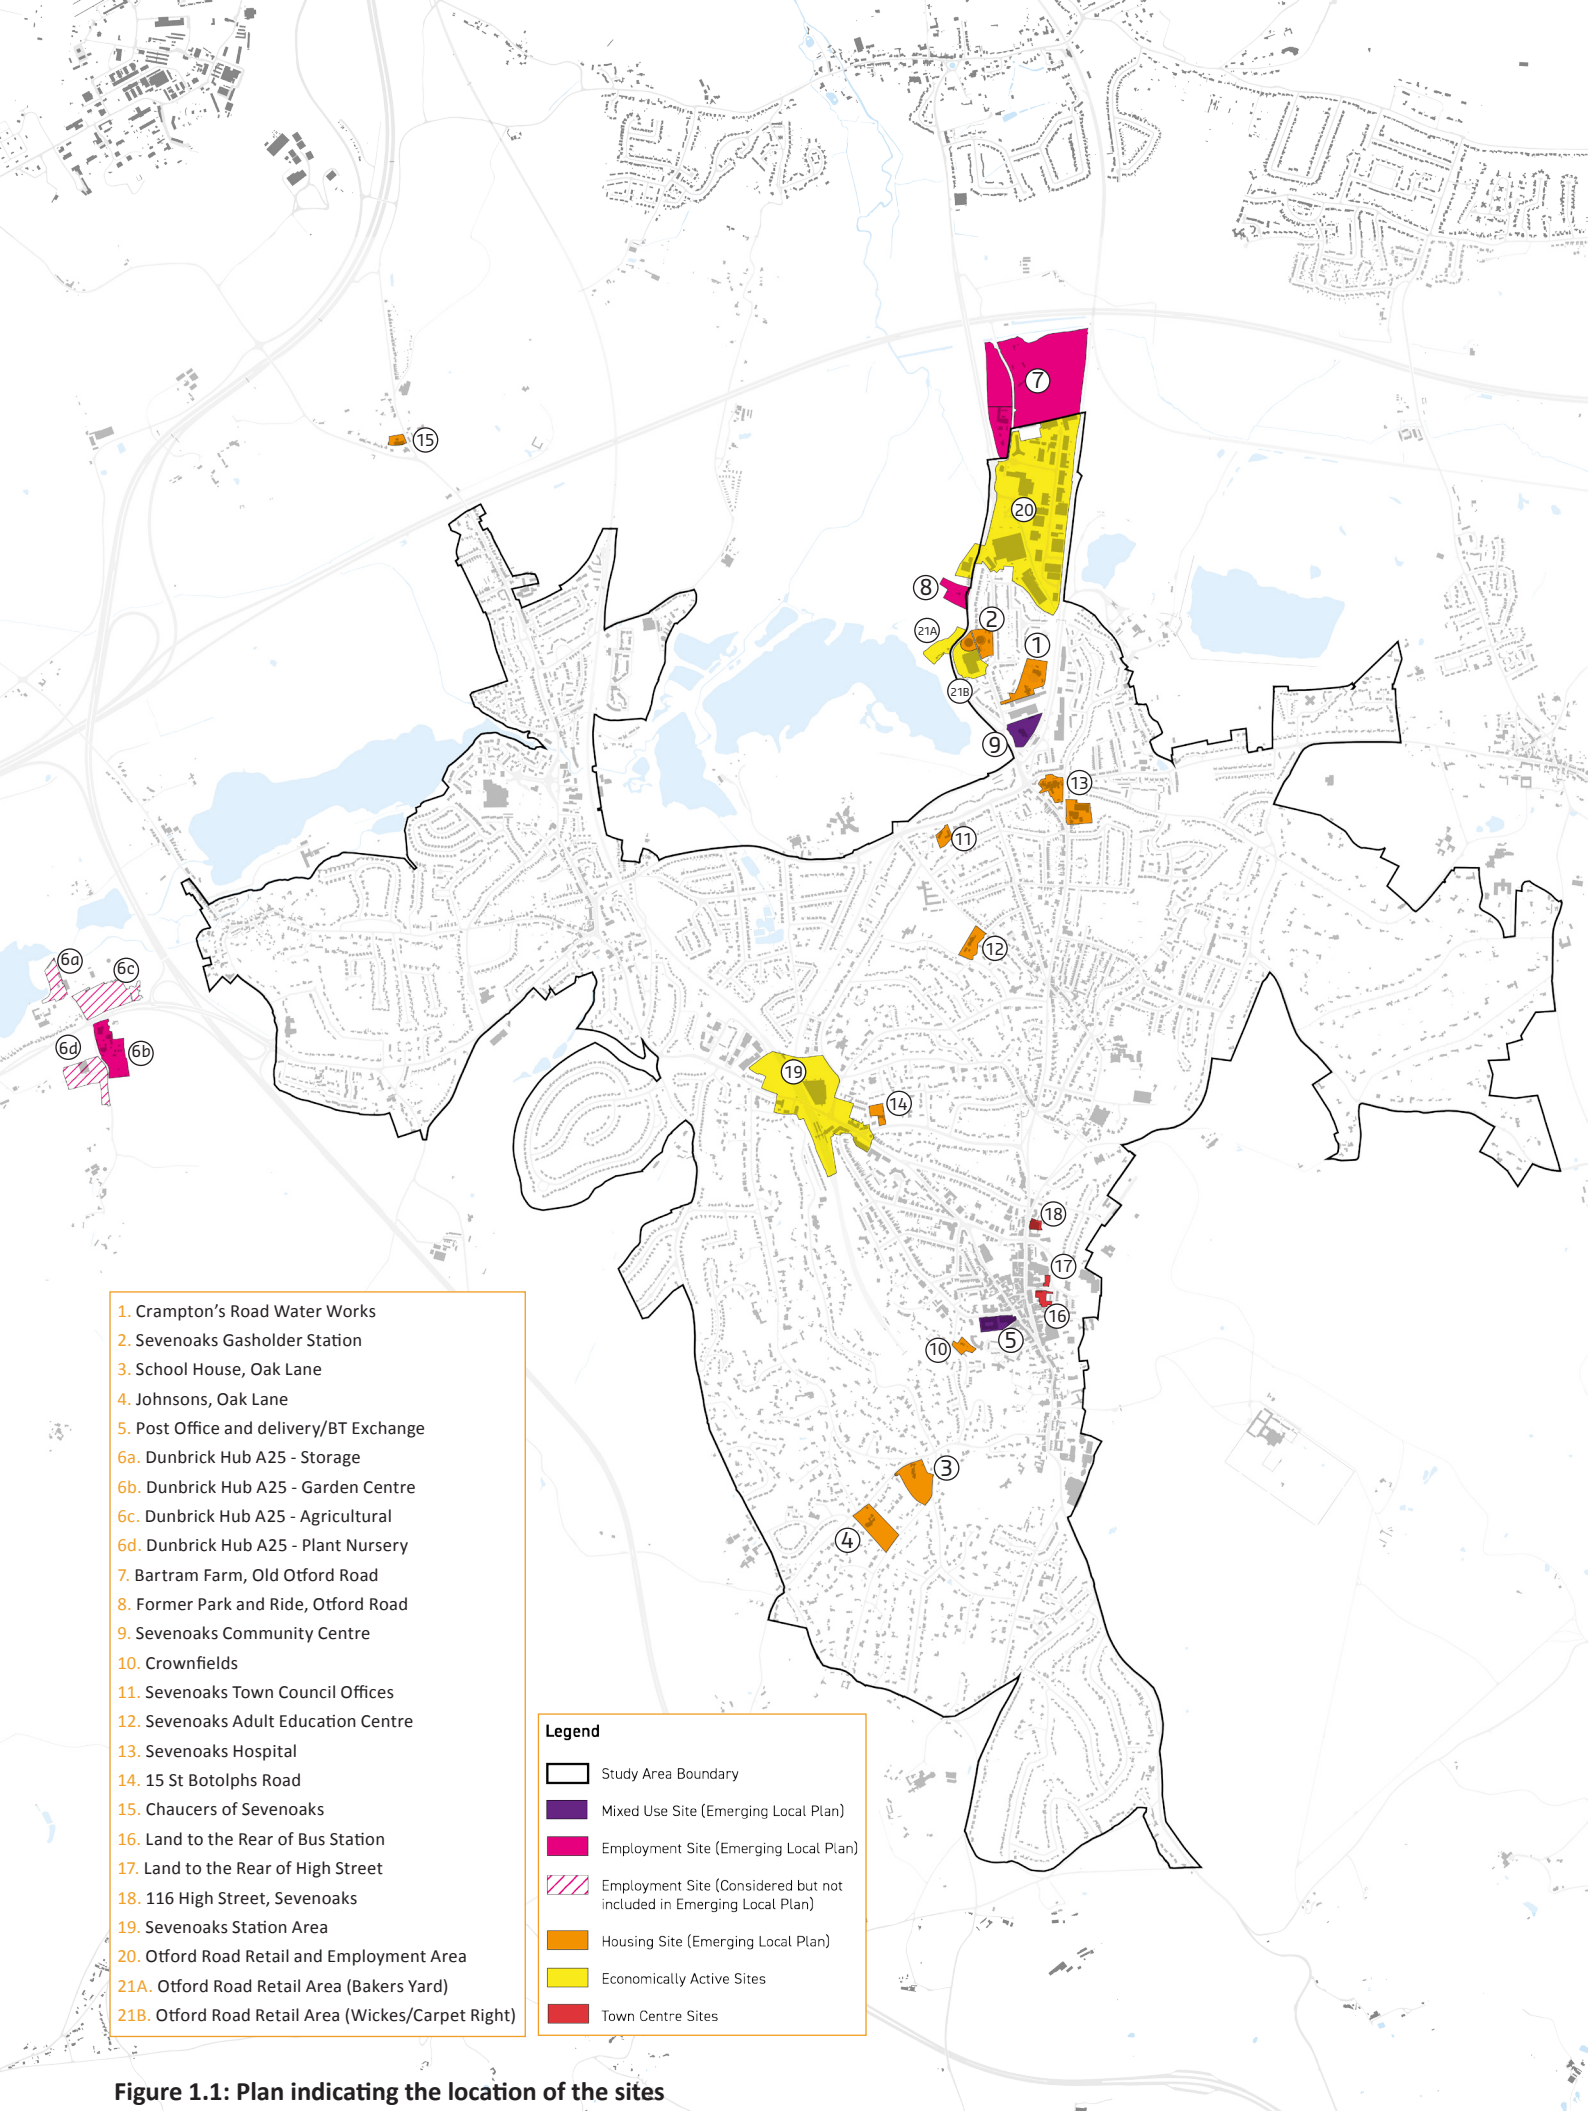 7
15
20
8
2
21A
1
21B
9
13
11
12
6a
6c
6d
6b
19
14
18
17
16
5
10
3
4
1. Crampton's Road Water Works
2. Sevenoaks Gasholder Station
3. School House, Oak Lane
4. Johnsons, Oak Lane
5. Post Office and delivery/BT Exchange
6a. Dunbrick Hub A25 - Storage
6b. Dunbrick Hub A25 - Garden Centre
6c. Dunbrick Hub A25 - Agricultural
6d. Dunbrick Hub A25 - Plant Nursery
7. Bartram Farm, Old Otford Road
8. Former Park and Ride, Otford Road
9. Sevenoaks Community Centre
10. Crownfields
11. Sevenoaks Town Council Offices
12. Sevenoaks Adult Education Centre
13. Sevenoaks Hospital
14. 15 St Botolphs Road
15. Chaucers of Sevenoaks
16. Land to the Rear of Bus Station
17. Land to the Rear of High Street
18. 116 High Street, Sevenoaks
19. Sevenoaks Station Area
20. Otford Road Retail and Employment Area
21A. Otford Road Retail Area (Bakers Yard)
21B. Otford Road Retail Area (Wickes/Carpet Right)
Legend
Study Area Boundary
Mixed Use Site (Emerging Local Plan)
Employment Site (Emerging Local Plan)
Employment Site (Considered but not
included in Emerging Local Plan)
Housing Site (Emerging Local Plan)
Economically Active Sites
Town Centre Sites
Figure 1.1: Plan indicating the location of the sites